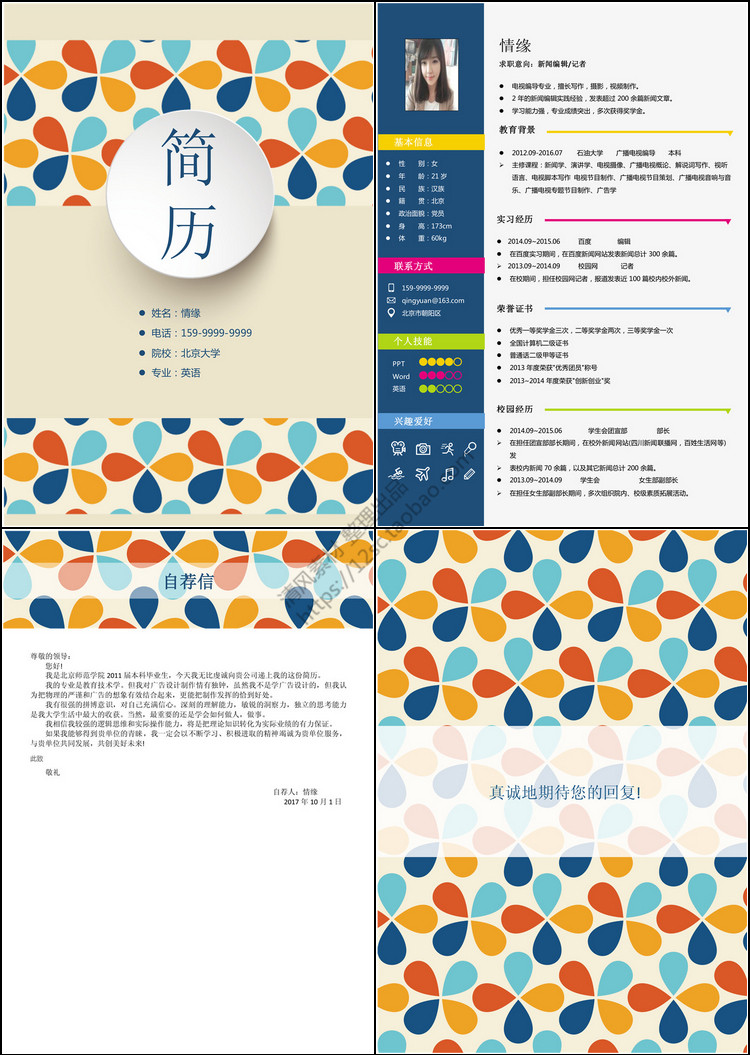 简
历
姓名：情缘
电话：159-9999-9999
院校：北京大学
专业：英语
基本信息
性 别：女
年 龄：21 岁
民 族：汉族
籍 贯：北京
政治面貌：党员
身 高：173cm
体 重：60kg
联系方式
159-9999-9999
qingyuan@163.com
北京市朝阳区
个人技能
PPT
Word
英语
兴趣爱好
情缘
求职意向：新闻编辑/记者
电视编导专业，擅长写作，摄影，视频制作。
2 年的新闻编辑实践经验，发表超过 200 余篇新闻文章。
学习能力强，专业成绩突出，多次获得奖学金。
教育背景
2012.09-2016.07 石油大学 广播电视编导 本科
主修课程：新闻学、演讲学、电视摄像、广播电视概论、解说词写作、视听
语言、电视脚本写作 电视节目制作、广播电视节目策划、广播电视音响与音
乐、广播电视专题节目制作、广告学
实习经历
2014.09~2015.06 百度 编辑
在百度实习期间，在百度新闻网站发表新闻总计 300 余篇。
2013.09~2014.09 校园网 记者
在校期间，担任校园网记者，报道发表近 100 篇校内校外新闻。
荣誉证书
优秀一等奖学金三次，二等奖学金两次，三等奖学金一次
全国计算机二级证书
普通话二级甲等证书
2013 年度荣获"优秀团员"称号
2013~2014 年度荣获"创新创业"奖
校园经历
2014.09~2015.06 学生会团宣部 部长
在担任团宣部部长期间，在校外新闻网站(四川新闻联播网，百姓生活网等)
发
表校内新闻 70 余篇，以及其它新闻总计 200 余篇。
2013.09~2014.09 学生会 女生部副部长
在担任女生部副部长期间，多次组织院内、校级素质拓展活动。
自荐信
尊敬的领导：
您好!
我是北京师范学院 2011 届本科毕业生，今天我无比虔诚向贵公司递上我的这份简历。
我的专业是教育技术学。但我对广告设计制作情有独钟，虽然我不是学广告设计的，但我认
为把物理的严谨和广告的想象有效结合起来，更能把制作发挥的恰到好处。
我有很强的拼搏意识，对自己充满信心。深刻的理解能力，敏锐的洞察力，独立的思考能力
是我大学生活中最大的收获。当然，最重要的还是学会如何做人，做事。
我相信我较强的逻辑思维和实际操作能力，将是把理论知识转化为实际业绩的有力保证。
如果我能够得到贵单位的青睐，我一定会以不断学习，积极进取的精神竭诚为贵单位服务，
与贵单位共同发展，共创美好未来!
此致
敬礼
自荐人：情缘
2017 年 10 月 1 日
真诚地期待您的回复!
清风素材 整理出品
https://12sc.taobao.com